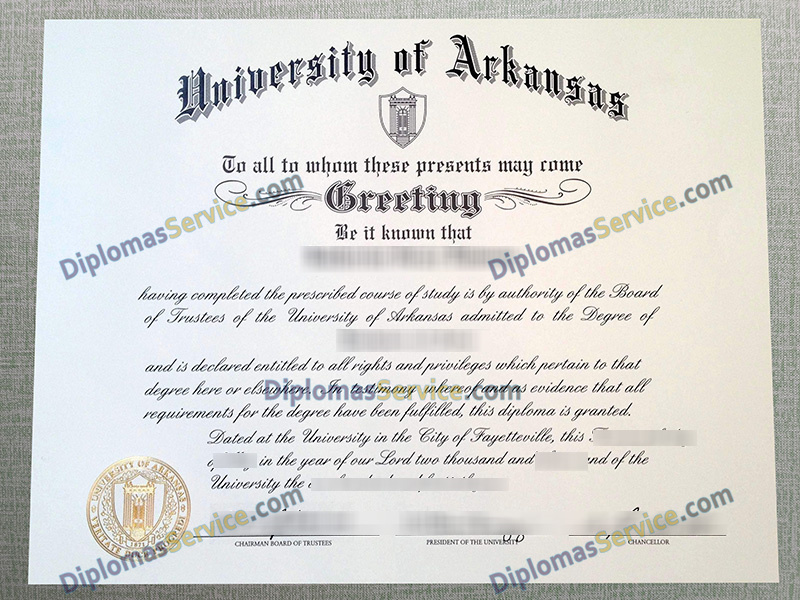 University of Arkansas
To all to whom these presents may come
Greeting
Be it known that
having completed the prescribed course of study is by authority of the Board
of Trustees of the University of Arkansas admitted to the Degree of
and is declared entitled to all rights and privileges which pertain to that
degree here or elsewhere. In testimony whereof and as evidence that all
requirements for the degree have been fulfilled, this diploma is granted.
Dated at the University in the City of Fayetteville, this
in the year of our Lord two thousand and and of the
University the
UNIVERSITY OF ARKANSAS
1871
CHAIRMAN BOARD OF TRUSTEES
PRESIDENT OF THE UNIVERSITY
CHANCELLOR
DiplomasService.com
DiplomasService.com
DiplomasService.com
DiplomasService.com
DiplomasService.com